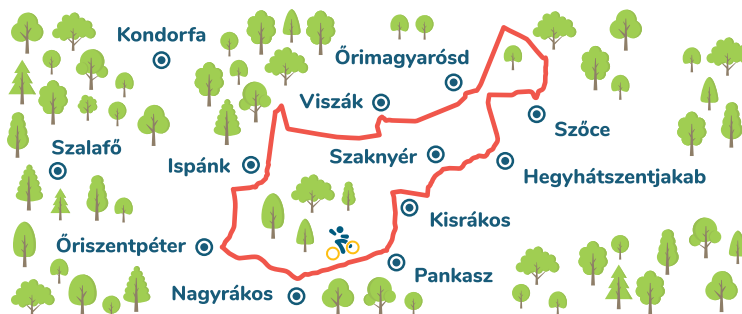 Kondorfa
Őrimagyarósd
Viszák
Szőce
Szalafő
Ispánk
Szaknyér
Hegyhátszentjakab
Kisrákos
Őriszentpéter
Pankasz
Nagyrákos